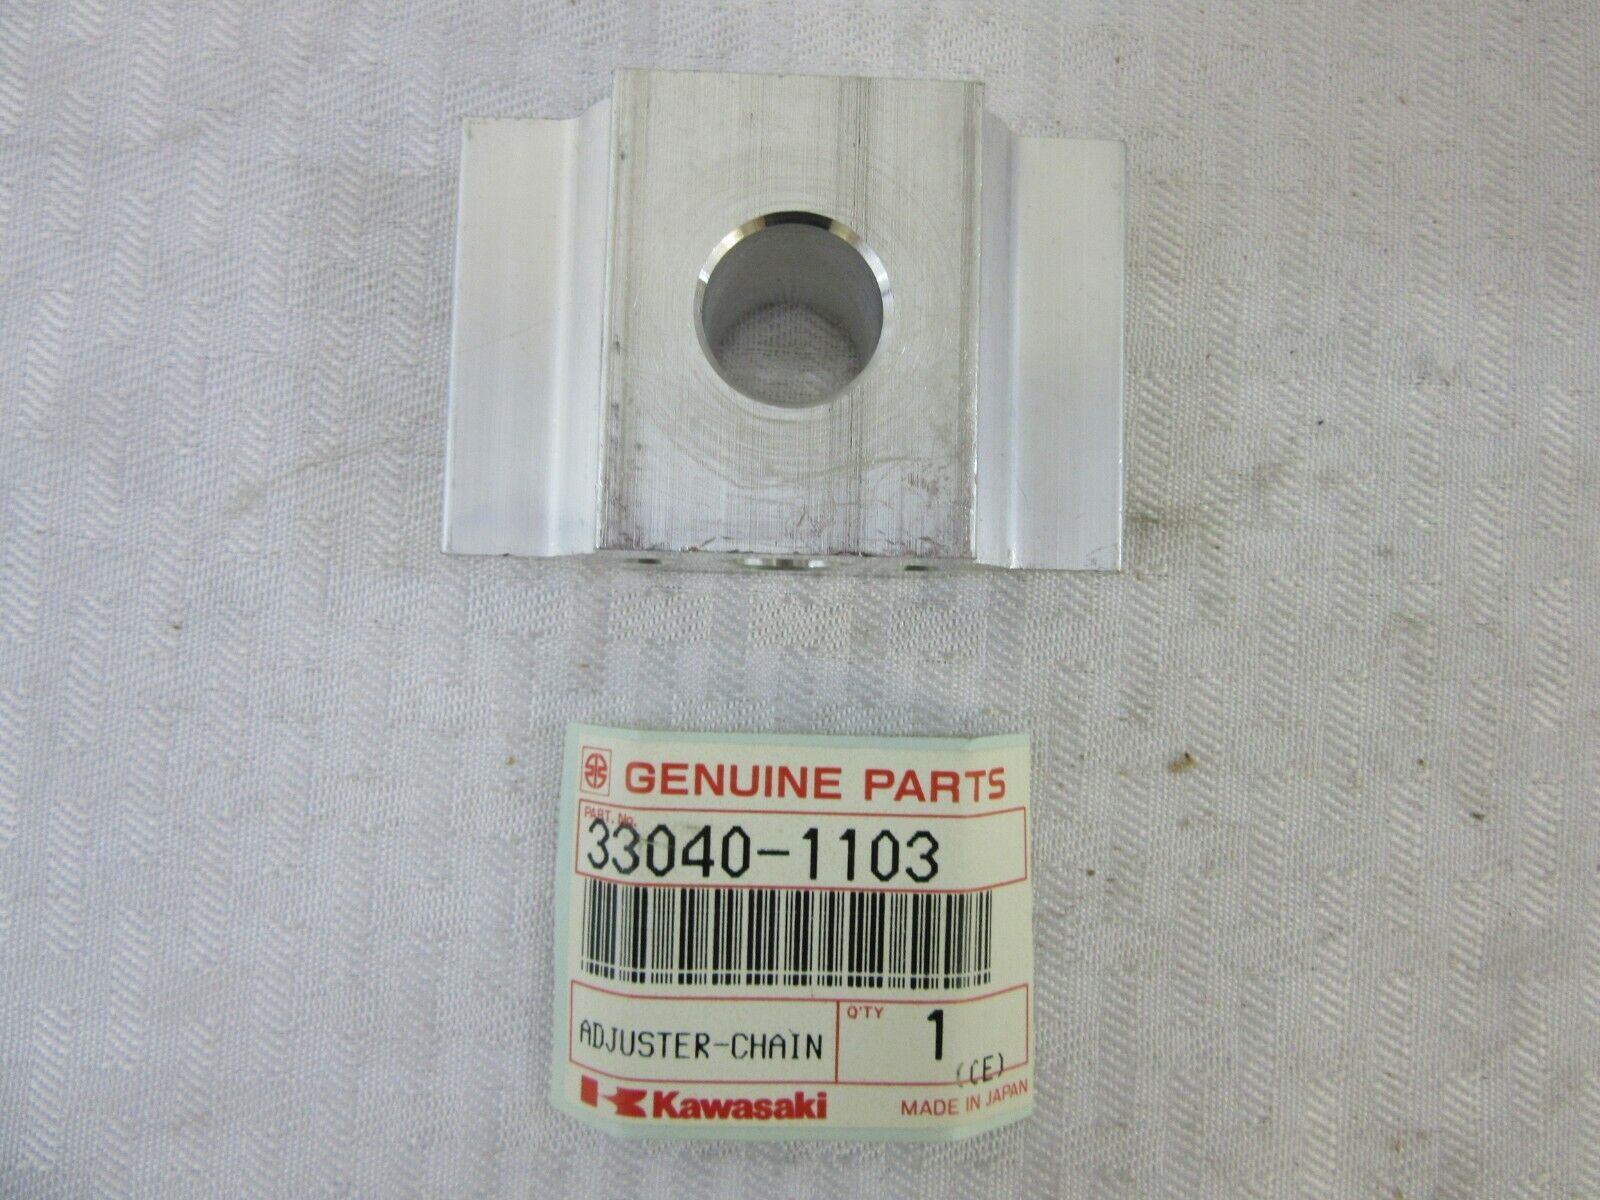 GENUINE PARTS
PART. No.
33040-1103
ADJUSTER-CHAIN
Q'TY
1
(CE)
Kawasaki
MADE IN JAPAN